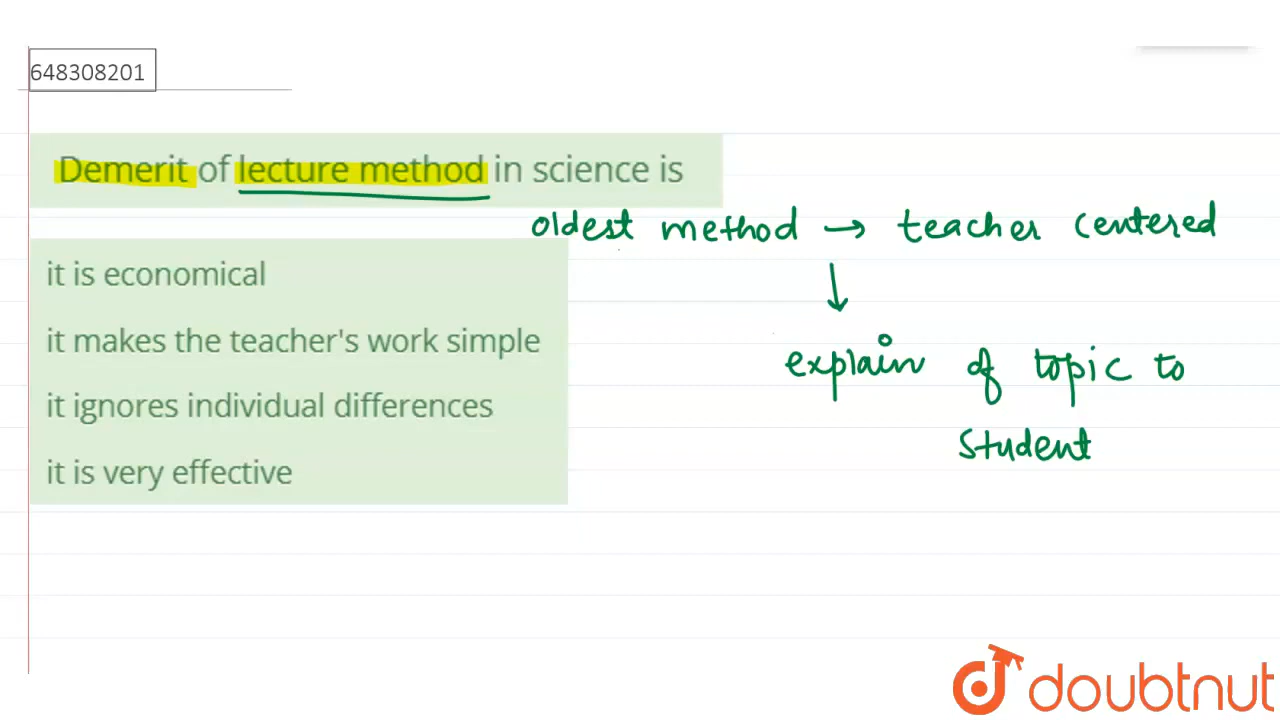 648308201
Demerit of lecture method in science is
oldest method → teacher centered
it is economical
it makes the teacher's work simple
explain of topic to
it ignores individual differences
student
it is very effective
doubtnut